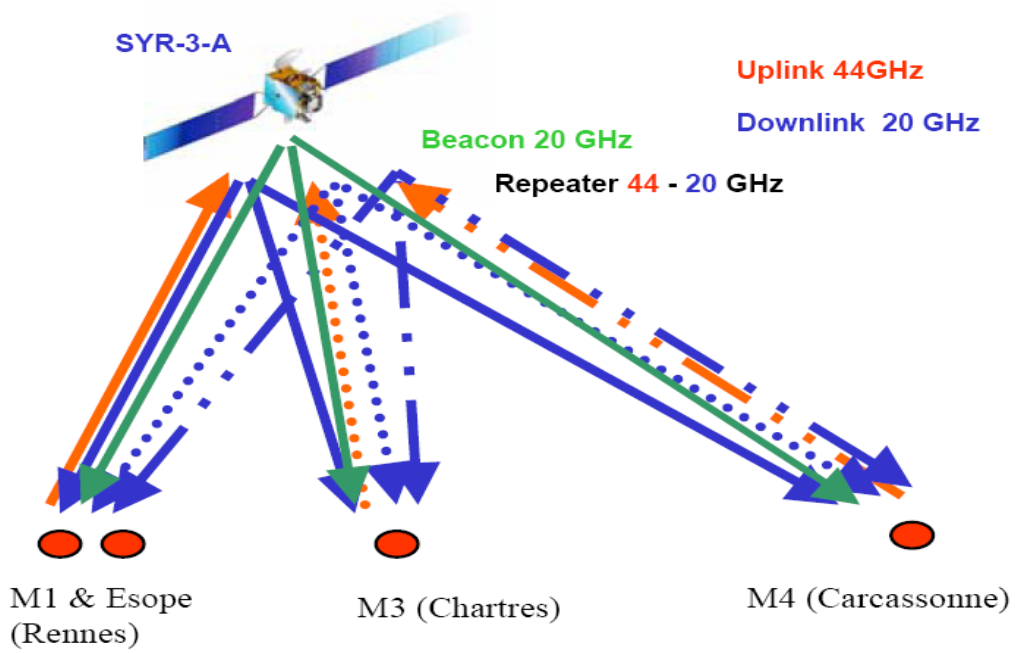 SYR-3-A
Uplink 44GHz
Downlink 20 GHz
Beacon 20 GHz
Repeater 44 - 20 GHz
M1 & Esope
(Rennes)
M3 (Chartres)
M4 (Carcassonne)